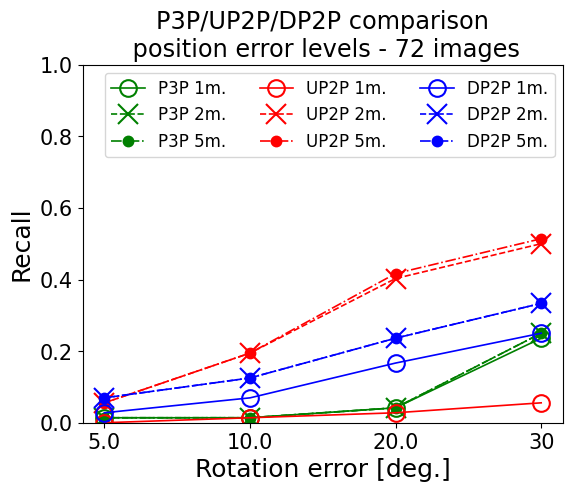 P3P/UP2P/DP2P comparison
position error levels - 72 images
P3P 1m.
P3P 2m.
P3P 5m.
UP2P 1m.
UP2P 2m.
UP2P 5m.
DP2P 1m.
DP2P 2m.
DP2P 5m.
Recall
1.0
0.8
0.6
0.4
0.2
0.0
5.0 10.0 20.0 30
Rotation error [deg.]